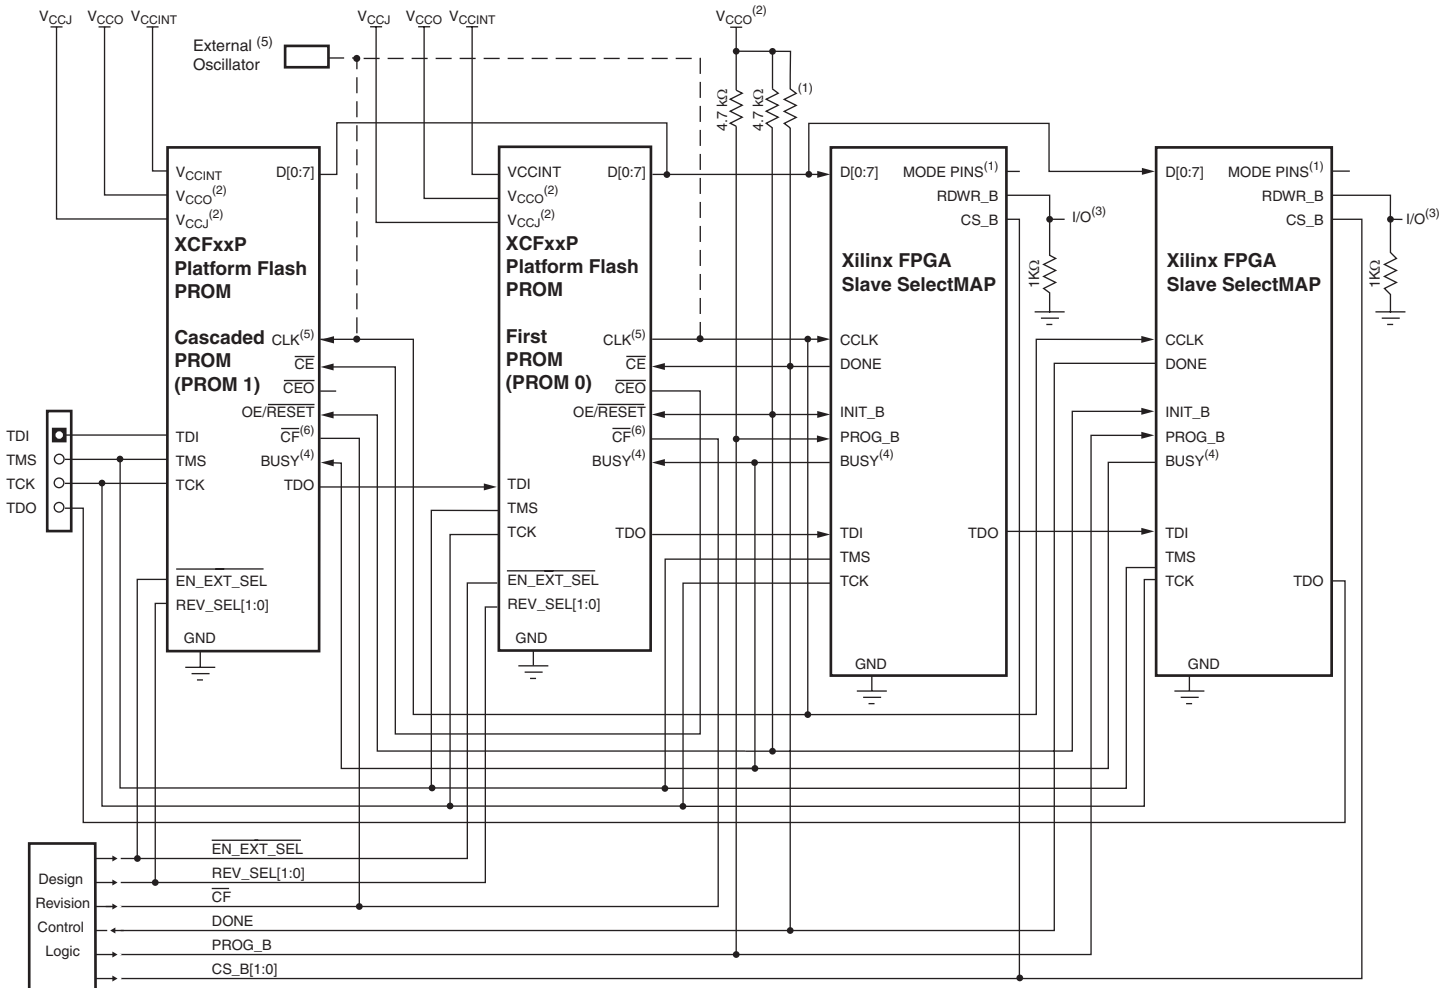 VCCJ VCCO VCCINT
VCCJ VCCO VCCINT
VCCO(2)
External (5)
Oscillator
4.7 kΩ
4.7 kΩ
(1)
VCCINT
VCCO(2)
VCCJ(2)
D[0:7]
XCFxxP
Platform Flash
PROM
Cascaded
PROM
(PROM 1)
CLK(5)
CE
CEO
OE/RESET
CF(6)
BUSY(4)
TDO
TDI
TMS
TCK
EN_EXT_SEL
REV_SEL[1:0]
GND
VCCINT
VCCO(2)
VCCJ(2)
D[0:7]
XCFxxP
Platform Flash
PROM
First
PROM
(PROM 0)
CLK(5)
CE
CEO
OE/RESET
CF(6)
BUSY(4)
TDI
TMS
TCK
TDO
EN_EXT_SEL
REV_SEL[1:0]
GND
D[0:7]
MODE PINS(1)
RDWR_B
CS_B
I/O(3)
1KΩ
Xilinx FPGA
Slave SelectMAP
CCLK
DONE
INIT_B
PROG_B
BUSY(4)
TDI
TMS
TCK
TDO
GND
D[0:7]
MODE PINS(1)
RDWR_B
CS_B
I/O(3)
1KΩ
Xilinx FPGA
Slave SelectMAP
CCLK
DONE
INIT_B
PROG_B
BUSY(4)
TDI
TMS
TCK
TDO
GND
TDI
TMS
TCK
TDO
Design
Revision
Control
Logic
EN_EXT_SEL
REV_SEL[1:0]
CF
DONE
PROG_B
CS_B[1:0]